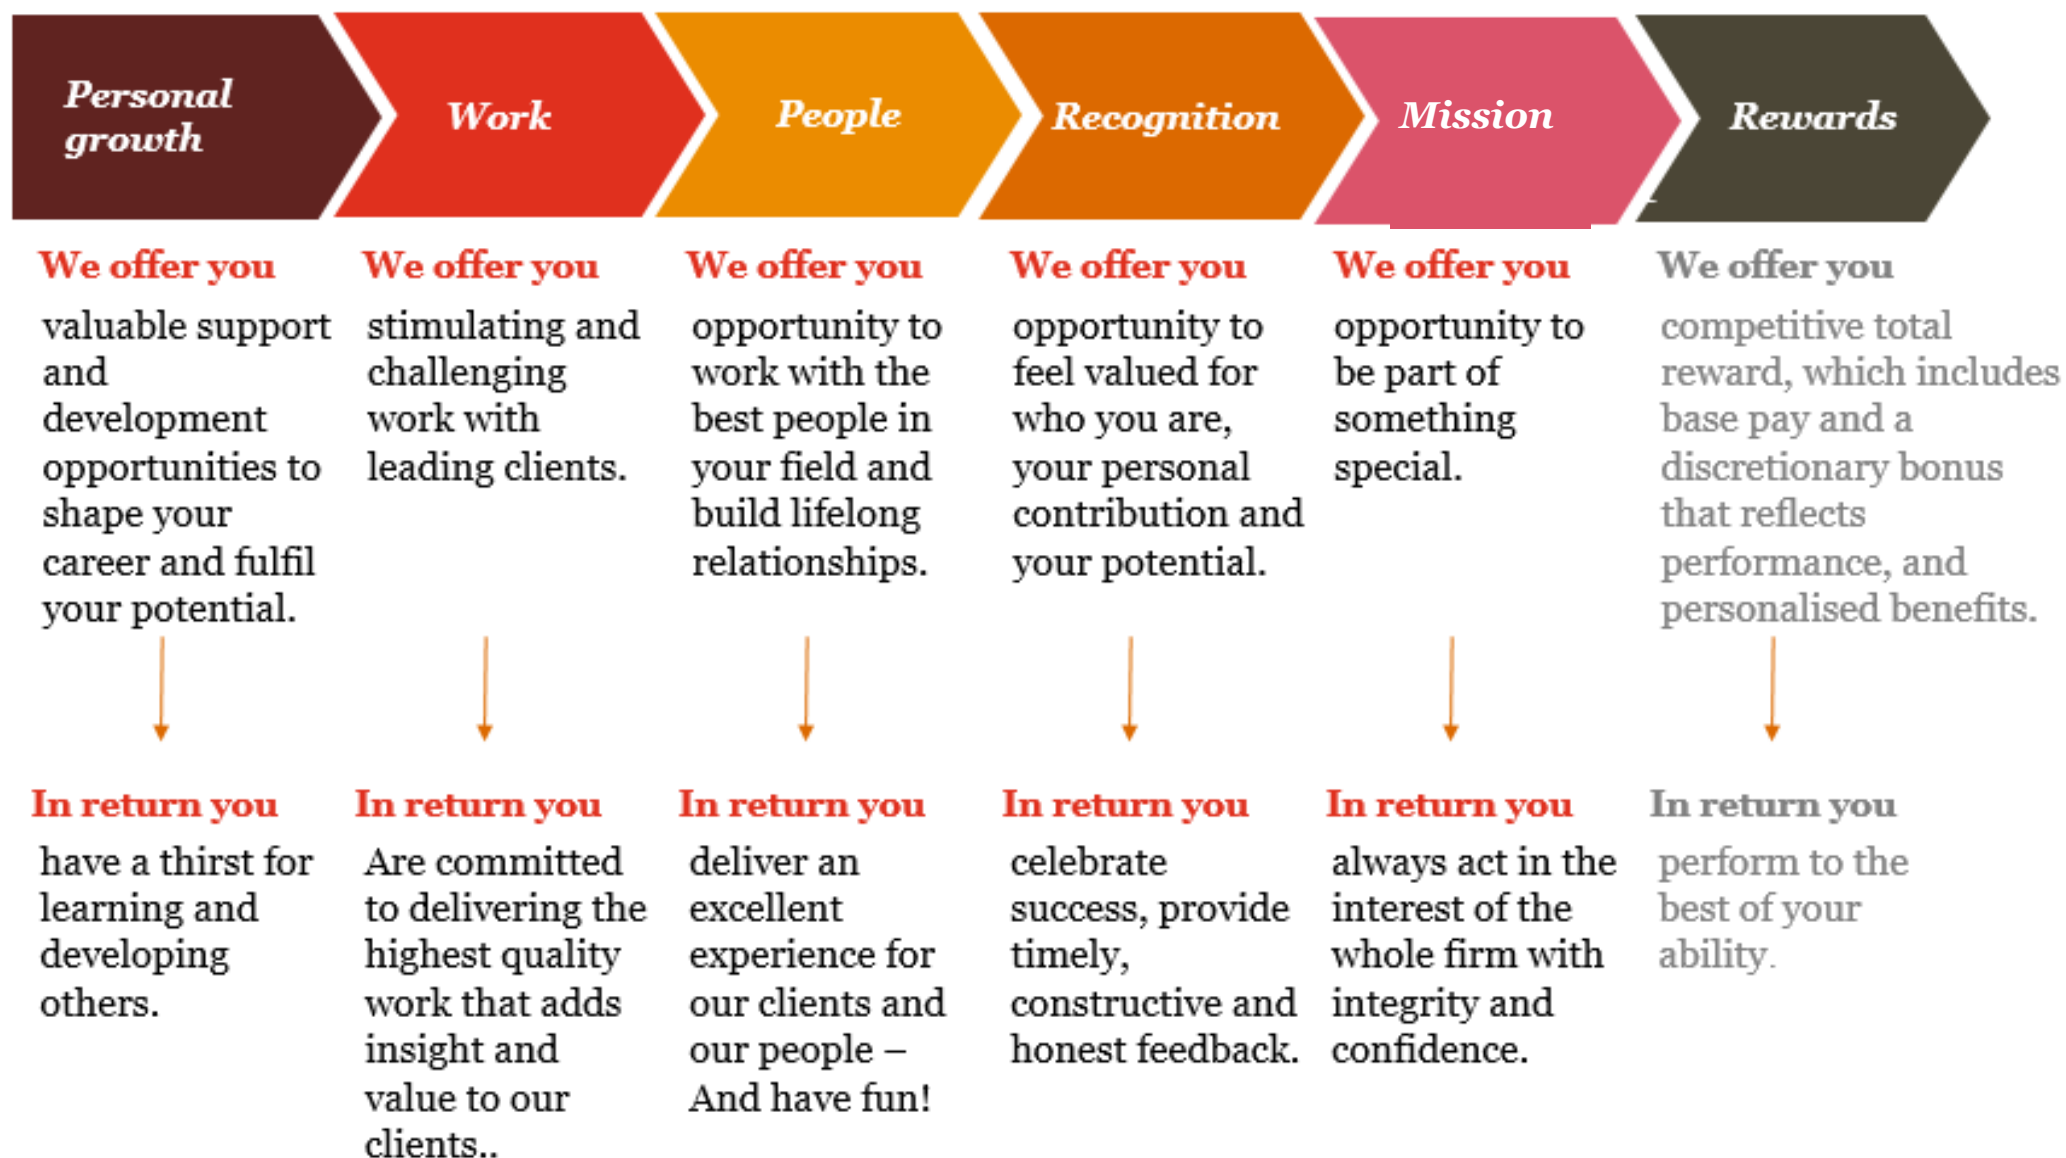 Personal
growth
Work
People
Recognition
Mission
Rewards
We offer you
valuable support
and
development
opportunities to
shape your
career and fulfil
your potential.
We offer you
stimulating and
challenging
work with
leading clients.
We offer you
opportunity to
work with the
best people in
your field and
build lifelong
relationships.
We offer you
opportunity to
feel valued for
who you are,
your personal
contribution and
your potential.
We offer you
opportunity to
be part of
something
special.
We offer you
competitive total
reward, which includes
base pay and a
discretionary bonus
that reflects
performance, and
personalised benefits.
In return you
have a thirst for
learning and
developing
others.
In return you
Are committed
to delivering the
highest quality
work that adds
insight and
value to our
clients..
In return you
deliver an
excellent
experience for
our clients and
our people –
And have fun!
In return you
celebrate
success, provide
timely,
constructive and
honest feedback.
In return you
always act in the
interest of the
whole firm with
integrity and
confidence.
In return you
perform to the
best of your
ability.